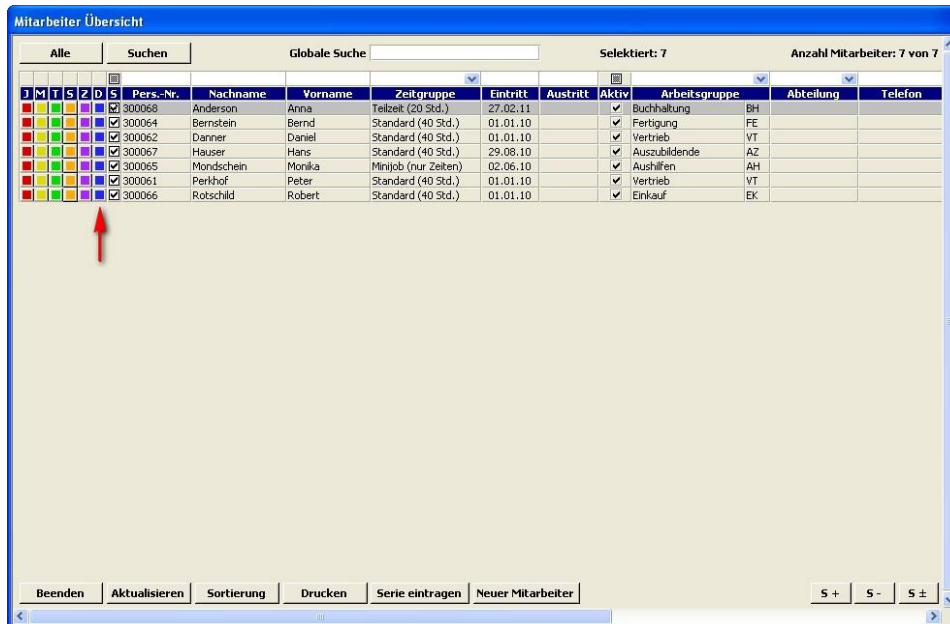 Mitarbeiter Übersicht
Alle Suchen Globale Suche Selektiert: 7 Anzahl Mitarbeiter: 7 von 7
J M T S Z D S Pers.-Nr. Nachname Vorname Zeitgruppe Eintritt Austritt Aktiv Arbeitsgruppe Abteilung Telefon
300068 Anderson Anna Teilzeit (20 Std.) 27.02.11 Buchhaltung BH
300064 Bernstein Bernd Standard (40 Std.) 01.01.10 Fertigung FE
300062 Danner Daniel Standard (40 Std.) 01.01.10 Vertrieb VT
300067 Hauser Hans Standard (40 Std.) 29.08.10 Auszubildende AZ
300065 Mondschein Monika Minijob (nur Zeiten) 02.06.10 Aushilfen AH
300061 Perkhof Peter Standard (40 Std.) 01.01.10 Vertrieb VT
300066 Rotschild Robert Standard (40 Std.) 01.01.10 Einkauf EK
Beenden Aktualisieren Sortierung Drucken Serie eintragen Neuer Mitarbeiter S + S - S ±